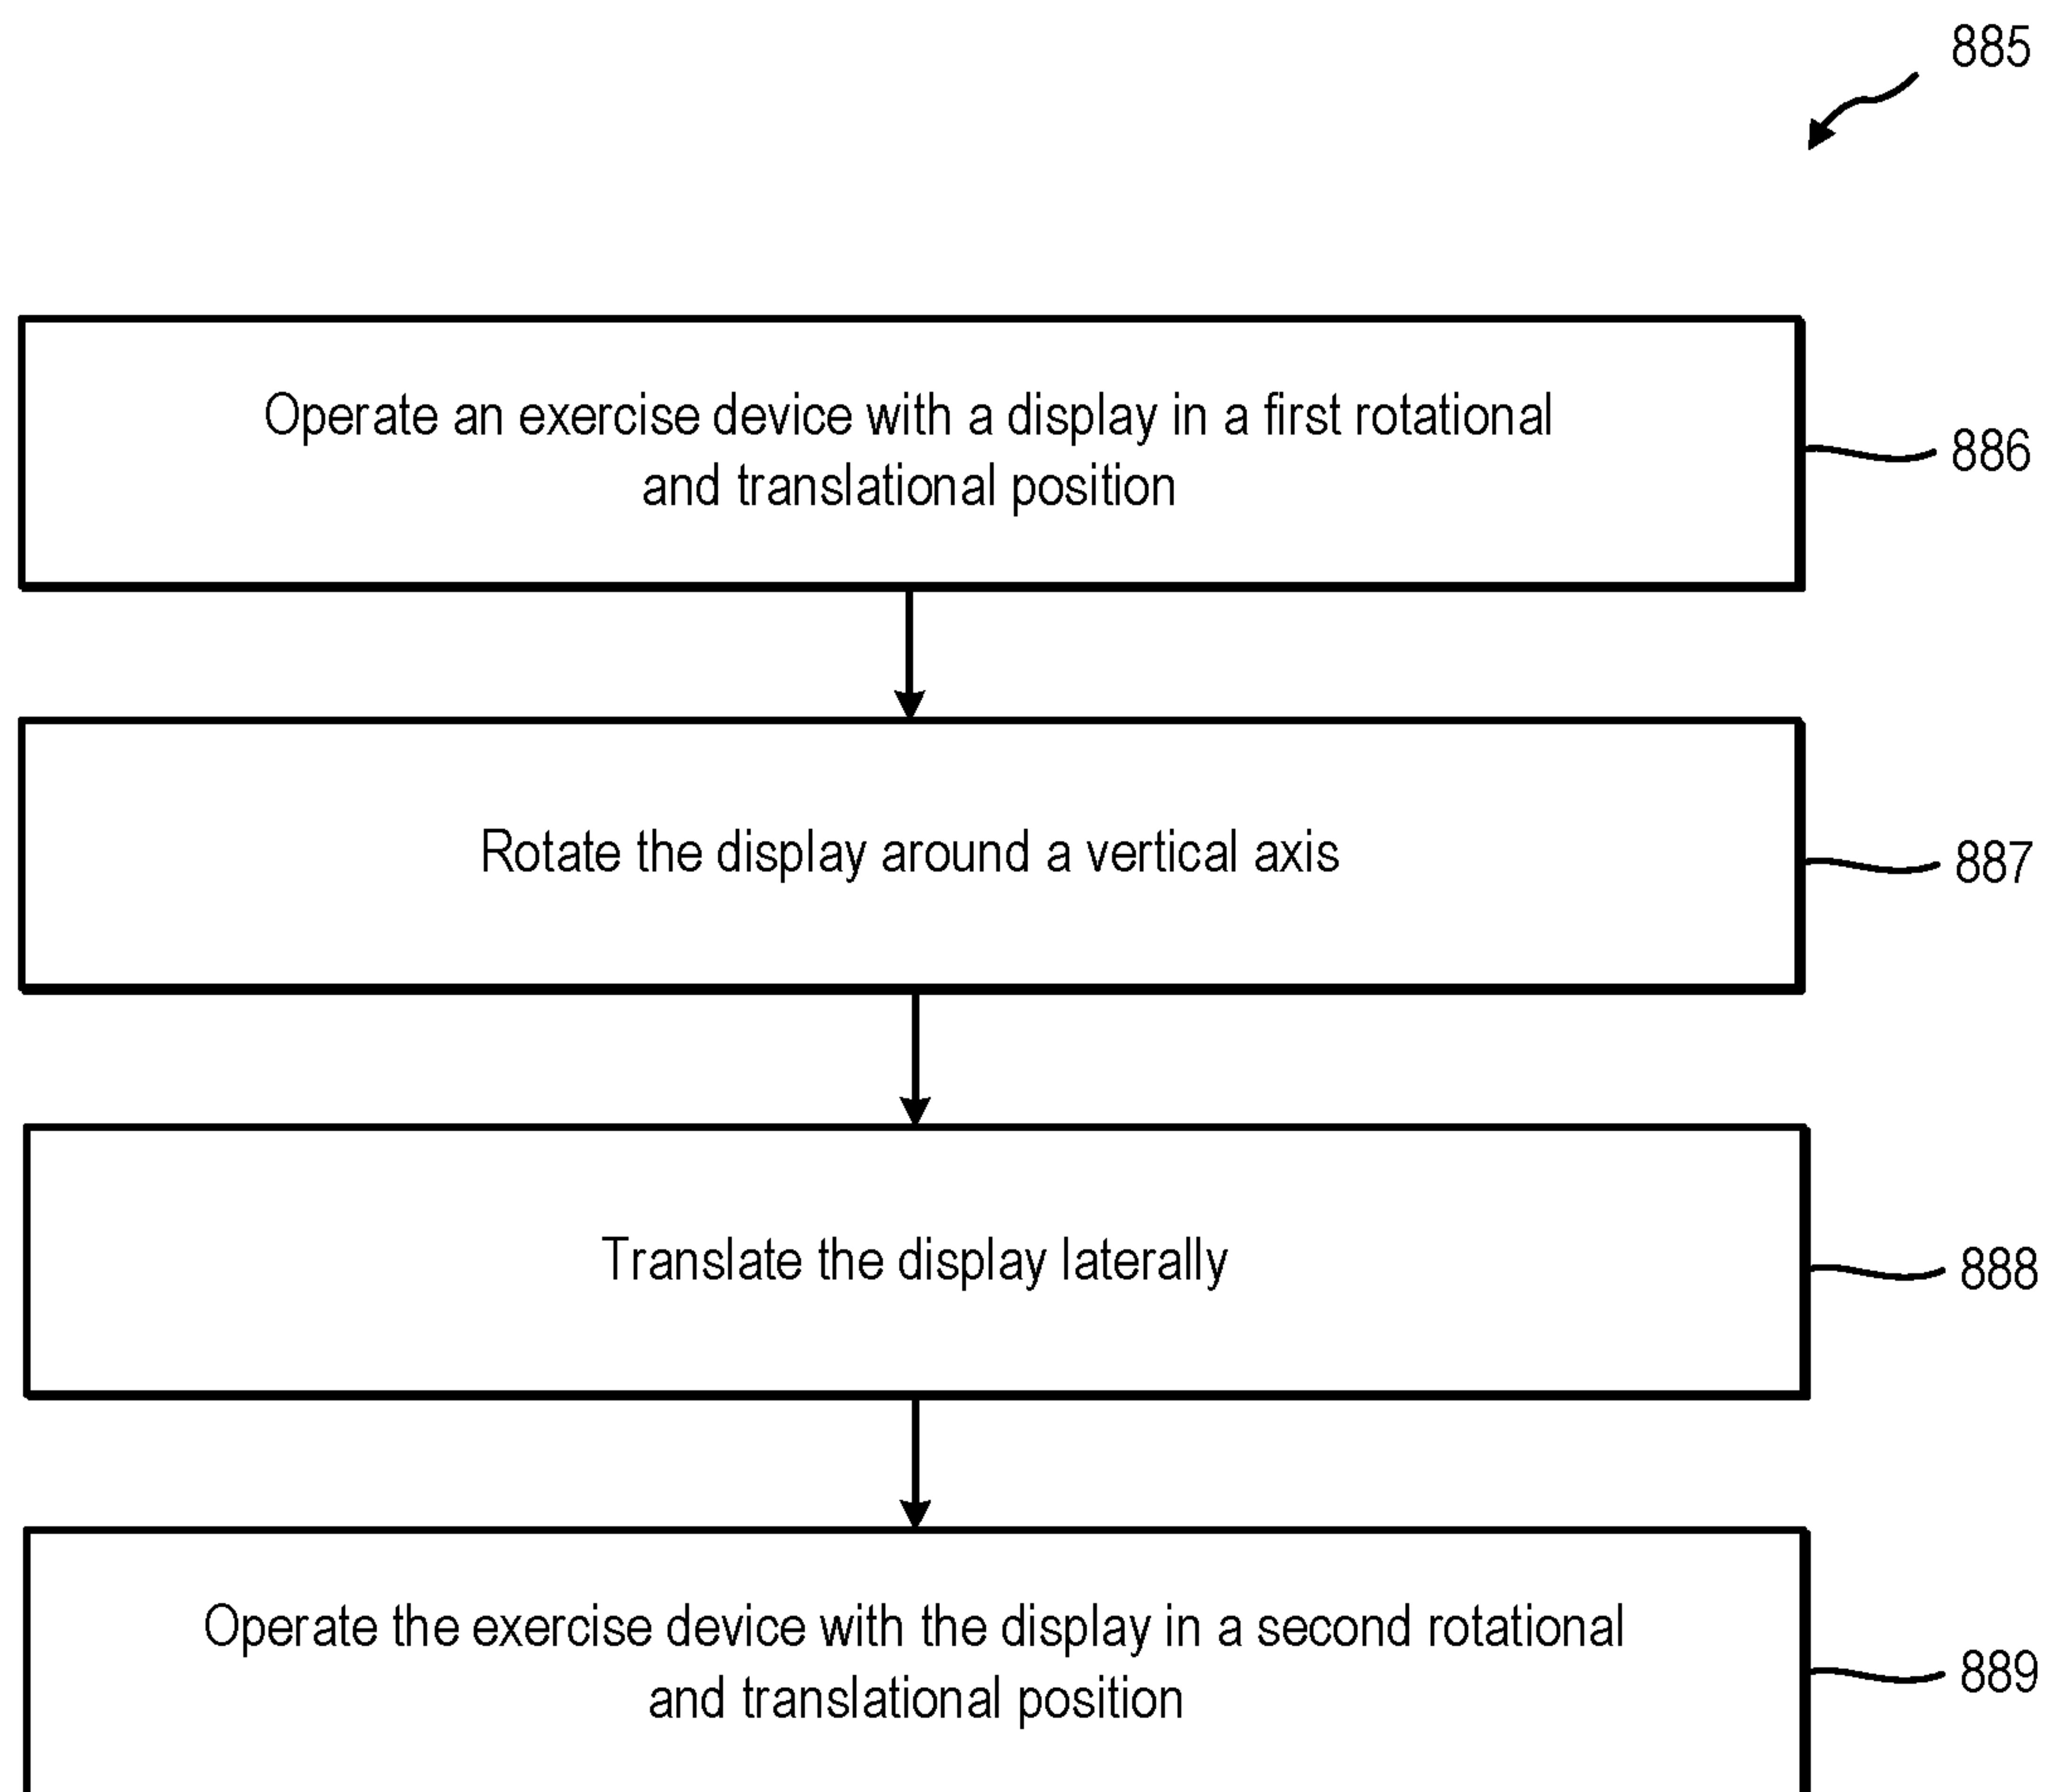 885
Operate an exercise device with a display in a first rotational
and translational position
886
Rotate the display around a vertical axis
887
Translate the display laterally
888
Operate the exercise device with the display in a second rotational
and translational position
889